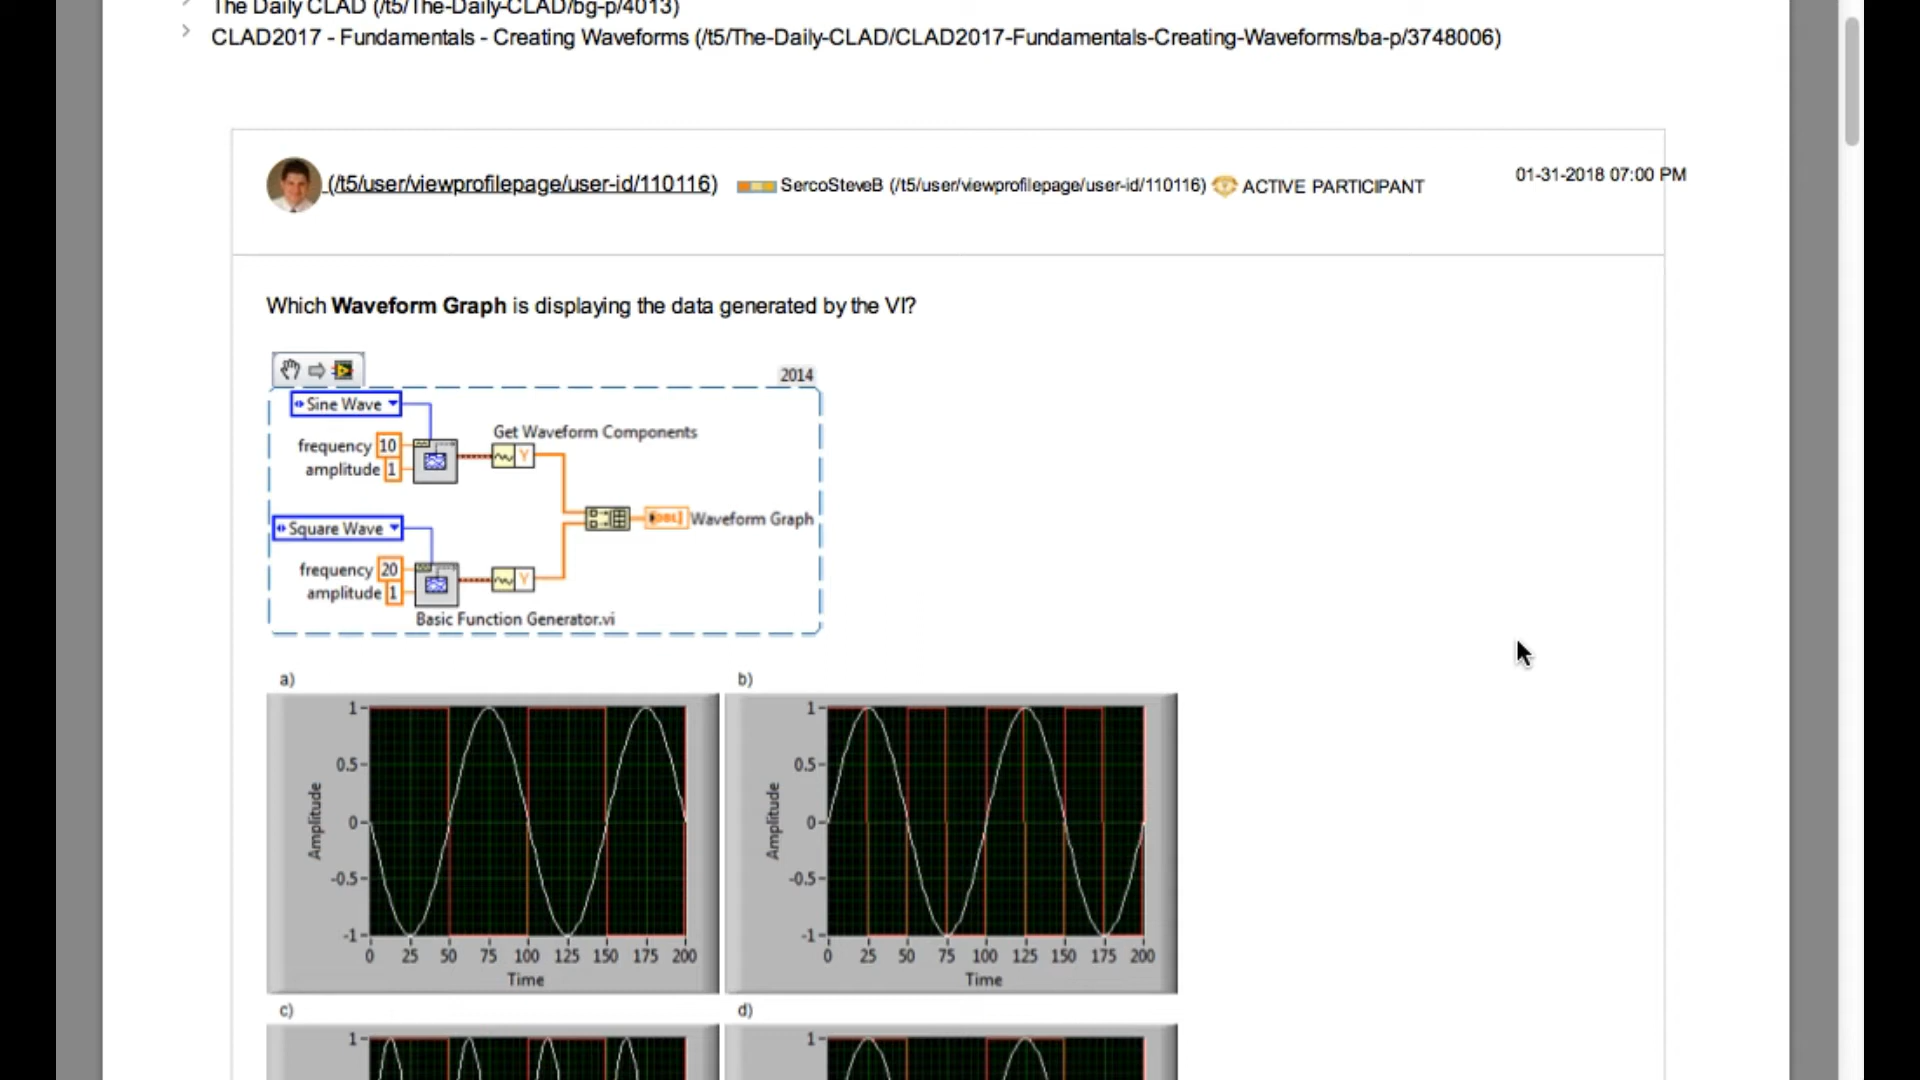 The Daily CLAD (/t5/The-Daily-CLAD/bg-p/4013)
CLAD2017 - Fundamentals - Creating Waveforms (/t5/The-Daily-CLAD/CLAD2017-Fundamentals-Creating-Waveforms/ba-p/3748006)
(/t5/user/viewprofilepage/user-id/110116) SercoSteveB (/t5/user/viewprofilepage/user-id/110116) ACTIVE PARTICIPANT 01-31-2018 07:00 PM
Which Waveform Graph is displaying the data generated by the VI?
2014
Sine Wave
Get Waveform Components
frequency 10
amplitude 1
Y
Waveform Graph
Square Wave
frequency 20
amplitude 1
Y
Basic Function Generator.vi
a)
1
0.5
0
-0.5
-1
Amplitude
0 25 50 75 100 125 150 175 200
Time
b)
1
0.5
0
-0.5
-1
Amplitude
0 25 50 75 100 125 150 175 200
Time
c)
1
d)
1